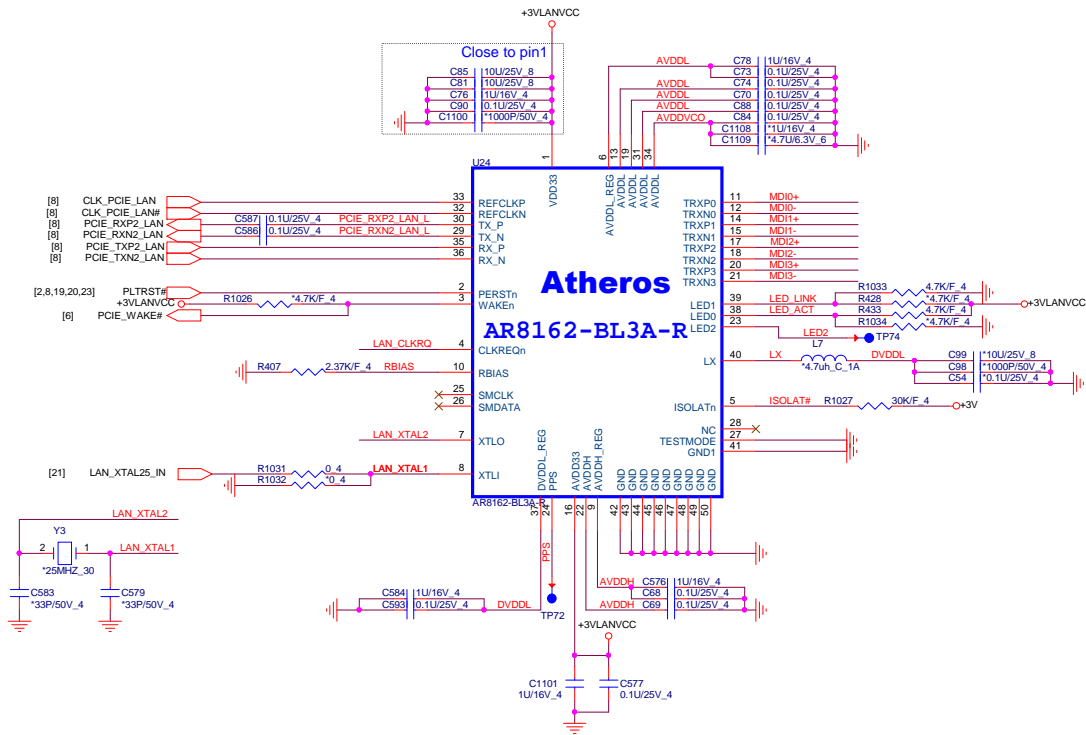 +3VLANVCC
Close to pin1
C85 10U/25V_8
C81 10U/25V_8
C76 1U/16V_4
C90 0.1U/25V_4
C1100 *1000P/50V_4
AVDDL C78 1U/16V_4
C73 0.1U/25V_4
AVDDL C74 0.1U/25V_4
AVDDL C70 0.1U/25V_4
AVDDL C88 0.1U/25V_4
AVDDVCO C84 0.1U/25V_4
C1108 *1U/16V_4
C1109 *4.7U/6.3V_6
U24
1 6 13 19 31 34
VDD33 AVDDL_REG AVDDL AVDDL AVDDL AVDDL
[8] CLK_PCIE_LAN 33 REFCLKP
[8] CLK_PCIE_LAN# 32 REFCLKN
[8] PCIE_RXP2_LAN C587 0.1U/25V_4 PCIE_RXP2_LAN_L 30 TX_P
[8] PCIE_RXN2_LAN C586 0.1U/25V_4 PCIE_RXN2_LAN_L 29 TX_N
[8] PCIE_TXP2_LAN 35 RX_P
[8] PCIE_TXN2_LAN 36 RX_N
TRXP0 11 MDI0+
TRXN0 12 MDI0-
TRXP1 14 MDI1+
TRXN1 15 MDI1-
TRXP2 17 MDI2+
TRXN2 18 MDI2-
TRXP3 20 MDI3+
TRXN3 21 MDI3-
Atheros
AR8162-BL3A-R
[2,8,19,20,23] PLTRST# 2 PERSTn
+3VLANVCC R1026 *4.7K/F_4 3 WAKEn
[6] PCIE_WAKE#
LED1 39 LED_LINK R1033 4.7K/F_4
R428 *4.7K/F_4 +3VLANVCC
LED0 38 LED_ACT R433 4.7K/F_4
R1034 *4.7K/F_4
LED2 23 LED2 TP74
LAN_CLKRQ 4 CLKREQn
LX 40 LX L7 *4.7uh_C_1A DVDDL C99 *10U/25V_8
C98 *1000P/50V_4
C54 *0.1U/25V_4
R407 2.37K/F_4 RBIAS 10 RBIAS
25 SMCLK
26 SMDATA
ISOLATn 5 ISOLAT# R1027 30K/F_4 +3V
NC 28
TESTMODE 27
GND1 41
LAN_XTAL2 7 XTLO
[21] LAN_XTAL25_IN R1031 0_4 LAN_XTAL1 8 XTLI
R1032 *0_4
DVDDL_REG PPS AVDD33 AVDDH AVDDH_REG GND GND GND GND GND GND GND GND GND
AR8162-BL3A-R
37 24 16 22 9 42 43 44 45 46 47 48 49 50
LAN_XTAL2
Y3
2 1 LAN_XTAL1
*25MHZ_30
C583 *33P/50V_4
C579 *33P/50V_4
PPS
TP72
C584 1U/16V_4
C593 0.1U/25V_4 DVDDL
AVDDH C576 1U/16V_4
C68 0.1U/25V_4
AVDDH C69 0.1U/25V_4
+3VLANVCC
C1101 1U/16V_4
C577 0.1U/25V_4